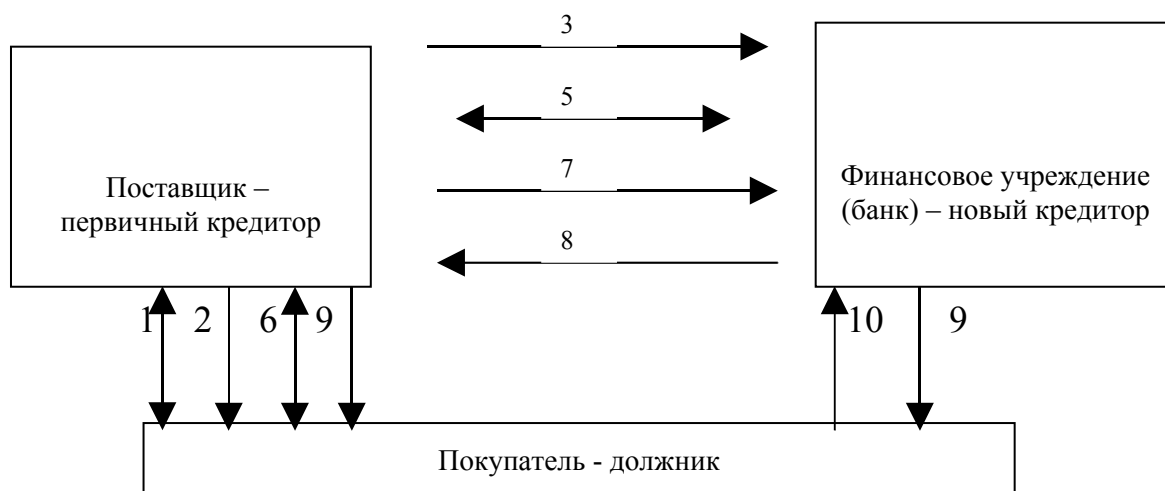 3
5
7
8
Поставщик –
первичный кредитор
Финансовое учреждение
(банк) – новый кредитор
1 2 6 9 10 9
Покупатель - должник